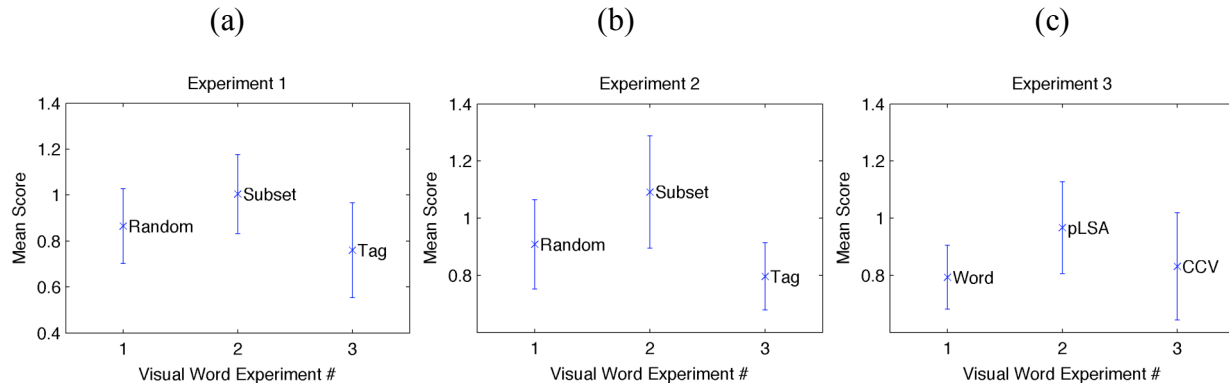 (a)
(b)
(c)
Experiment 1
1.4
1.2
1
0.8
0.6
0.4
Mean Score
Random
Subset
Tag
1 2 3
Visual Word Experiment #
Experiment 2
1.4
1.2
1
0.8
Mean Score
Random
Subset
Tag
1 2 3
Visual Word Experiment #
Experiment 3
1.4
1.2
1
0.8
Mean Score
Word
pLSA
CCV
1 2 3
Visual Word Experiment #